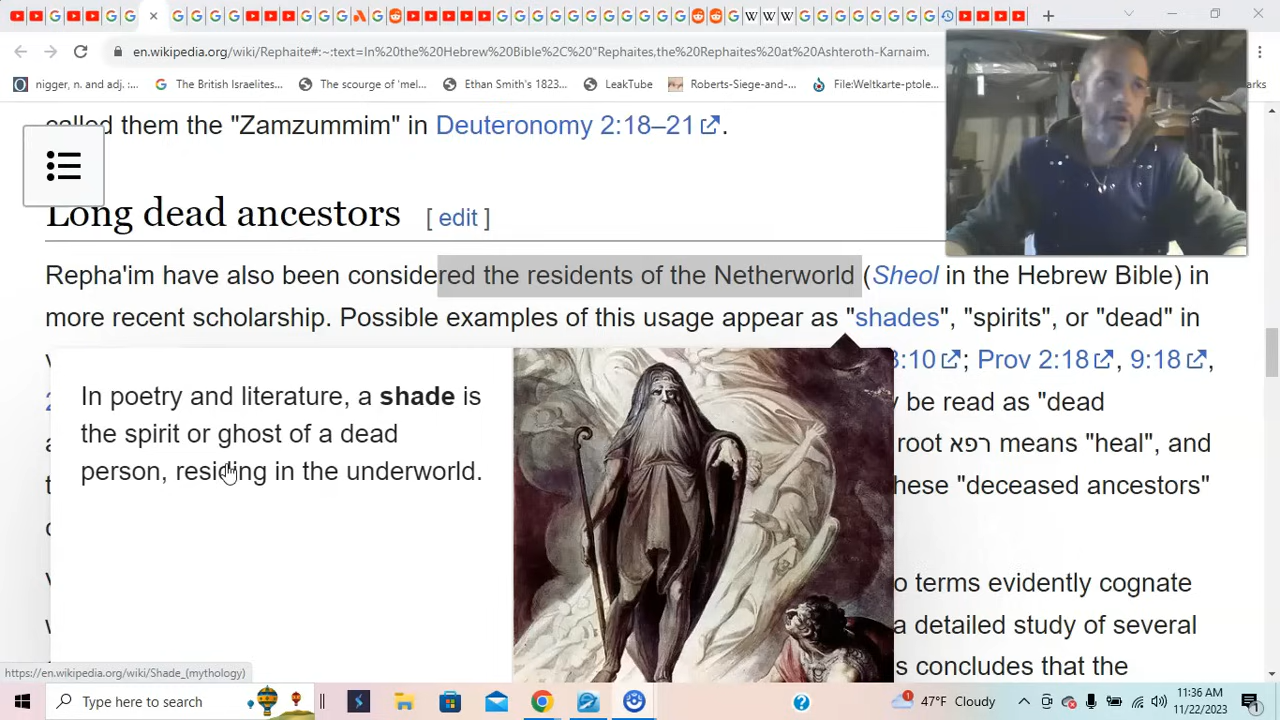 en.wikipedia.org/wiki/Rephaite#:~:text=In%20the%20Hebrew%20Bible%2C%20"Rephaites,the%20Rephaites%20at%20Ashteroth-Karnaim.
nigger, n. and adj. :... The British Israelites... The scourge of 'mel... Ethan Smith's 1823... LeakTube Roberts-Siege-and-... File:Weltkarte-ptole...
called them the "Zamzummim" in Deuteronomy 2:18–21.
Long dead ancestors [ edit ]
Repha'im have also been considered the residents of the Netherworld (Sheol in the Hebrew Bible) in
more recent scholarship. Possible examples of this usage appear as "shades", "spirits", or "dead" in
3:10; Prov 2:18, 9:18,
In poetry and literature, a shade is
the spirit or ghost of a dead
person, residing in the underworld.
be read as "dead
root רפא means "heal", and
these "deceased ancestors"
o terms evidently cognate
a detailed study of several
s concludes that the
https://en.wikipedia.org/wiki/Shade_(mythology)
Type here to search
47°F Cloudy
11:36 AM
11/22/2023